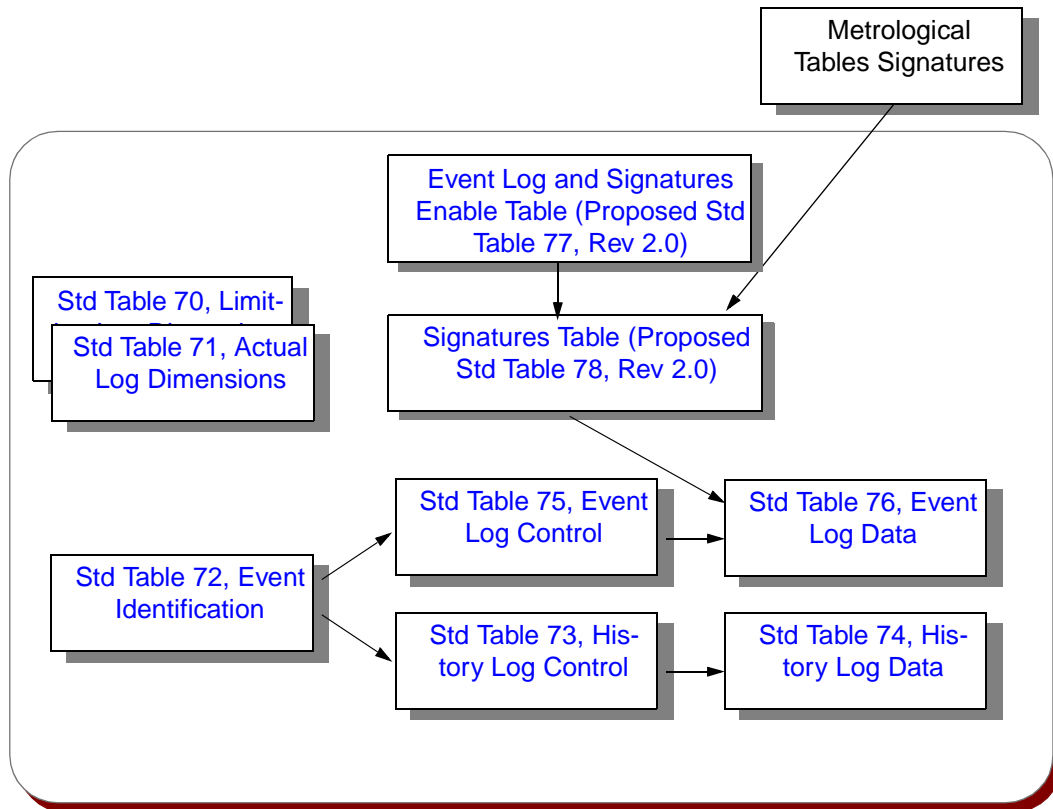 Metrological
Tables Signatures
Event Log and Signatures
Enable Table (Proposed Std
Table 77, Rev 2.0)
Std Table 70, Limit-
Std Table 71, Actual
Log Dimensions
Signatures Table (Proposed
Std Table 78, Rev 2.0)
Std Table 75, Event
Log Control
Std Table 76, Event
Log Data
Std Table 72, Event
Identification
Std Table 73, His-
tory Log Control
Std Table 74, His-
tory Log Data